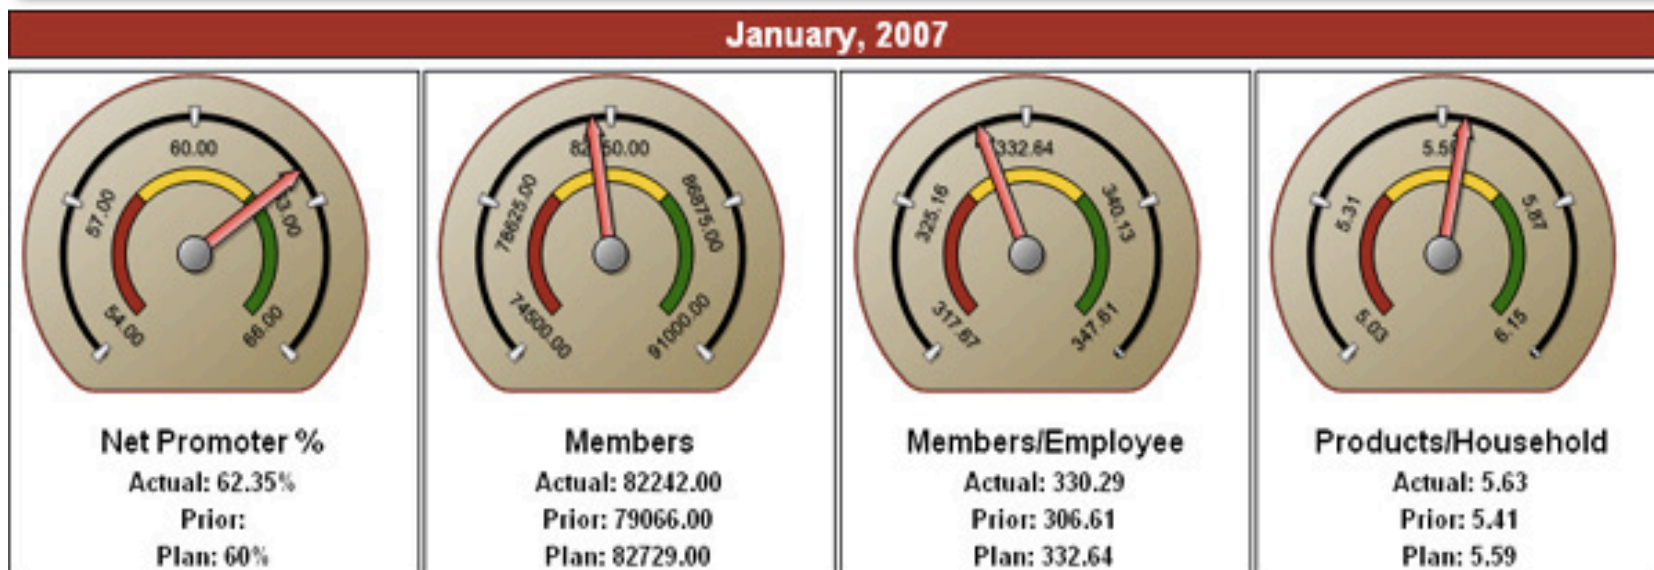 January, 2007
60.00
57.00
54.00
66.00
Net Promoter %
Actual: 62.35%
Prior:
Plan: 60%
78625.00
86875.00
74500.00
91000.00
Members
Actual: 82242.00
Prior: 79066.00
Plan: 82729.00
332.64
325.16
340.13
317.67
347.61
Members/Employee
Actual: 330.29
Prior: 306.61
Plan: 332.64
5.31
5.87
5.03
6.15
Products/Household
Actual: 5.63
Prior: 5.41
Plan: 5.59